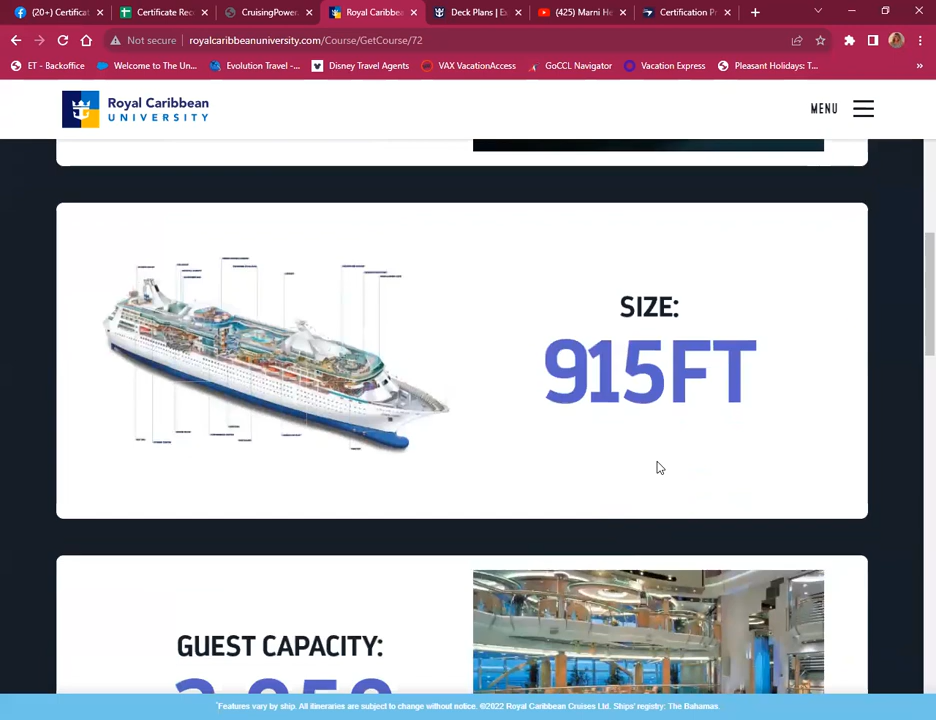 (20+) Certificat
Certificate Rec
CruisingPower.
Royal Caribbea
Deck Plans | Ex
(425) Marni He
Certification Pr
Not secure
royalcaribbeanuniversity.com/Course/GetCourse/72
ET - Backoffice
Welcome to The Un...
Evolution Travel -...
Disney Travel Agents
VAX VacationAccess
GoCCL Navigator
Vacation Express
Pleasant Holidays: T...
»
Royal Caribbean
UNIVERSITY
MENU
SIZE:
915FT
GUEST CAPACITY:
*Features vary by ship. All itineraries are subject to change without notice. ©2022 Royal Caribbean Cruises Ltd. Ships' registry: The Bahamas.